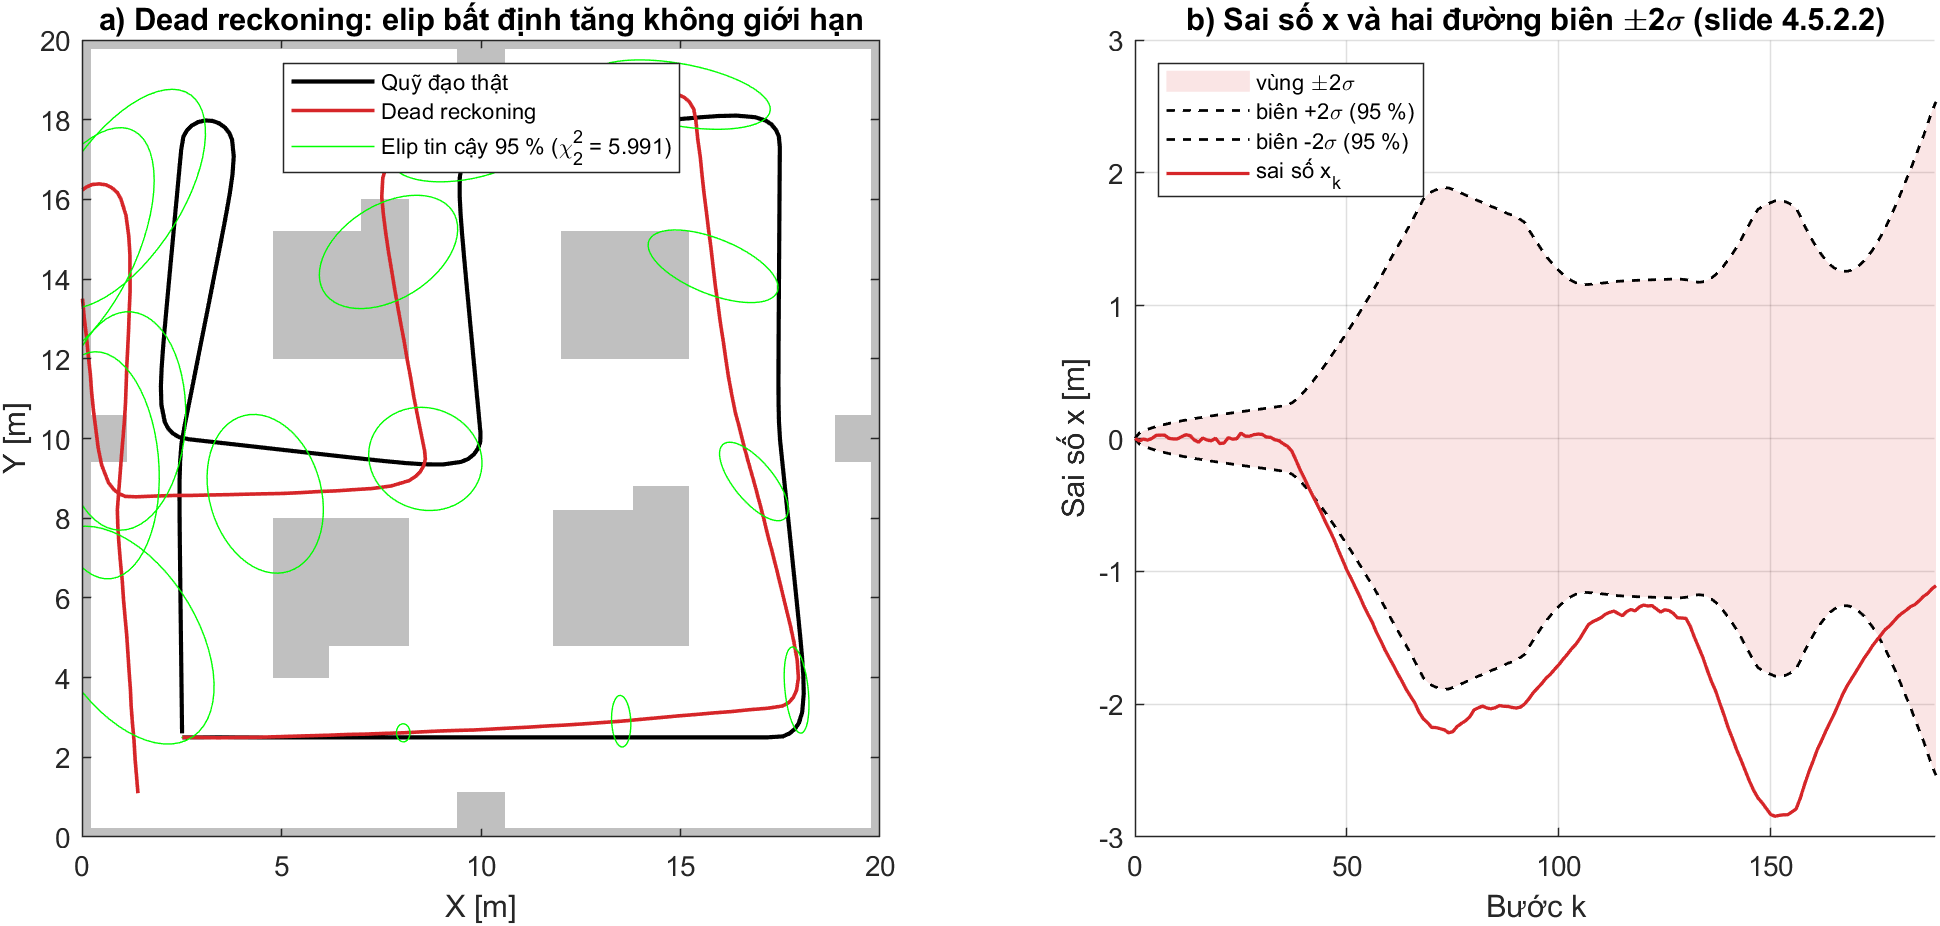 a) Dead reckoning: elip bất định tăng không giới hạn
20
18
16
14
12
10
8
6
4
2
0
0
5
10
15
20
X [m]
Y [m]
Quỹ đạo thật
Dead reckoning
Elip tin cậy 95 % (χ₂² = 5.991)
b) Sai số x và hai đường biên ±2σ (slide 4.5.2.2)
3
2
1
0
-1
-2
-3
0
50
100
150
Bước k
Sai số x [m]
vùng ±2σ
biên +2σ (95 %)
biên -2σ (95 %)
sai số xₖ